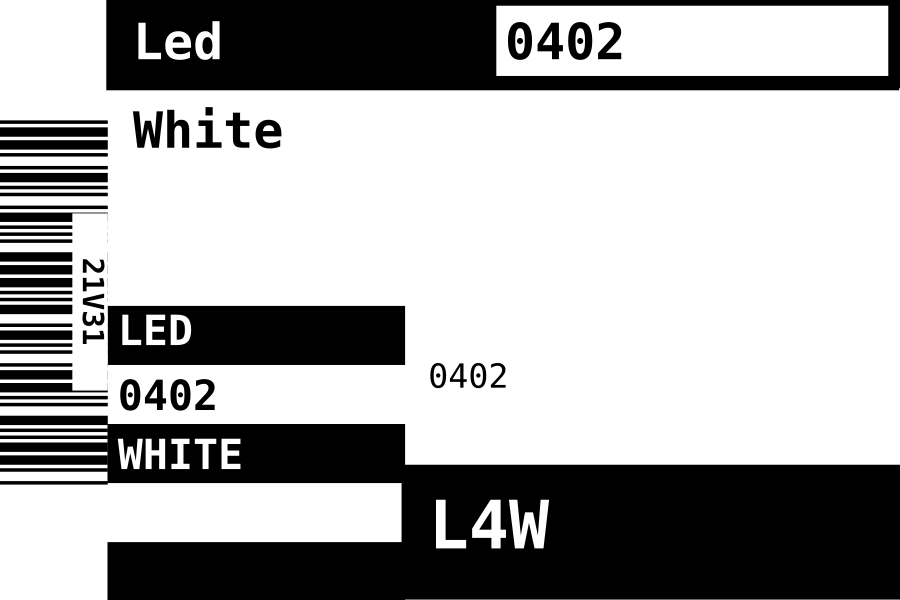 Led 0402
White
21V31
LED
0402
WHITE
0402
L4W